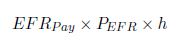 EFR_{Pay} × P_{EFR} × h